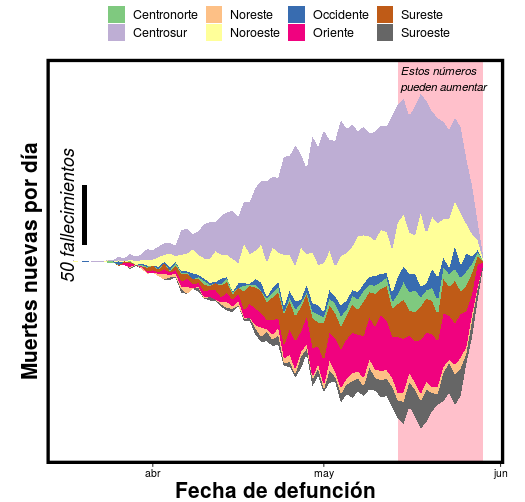 Centronorte Noreste Occidente Sureste
Centrosur Noroeste Oriente Suroeste
Estos números
pueden aumentar
Muertes nuevas por día
50 fallecimientos
abr may jun
Fecha de defunción